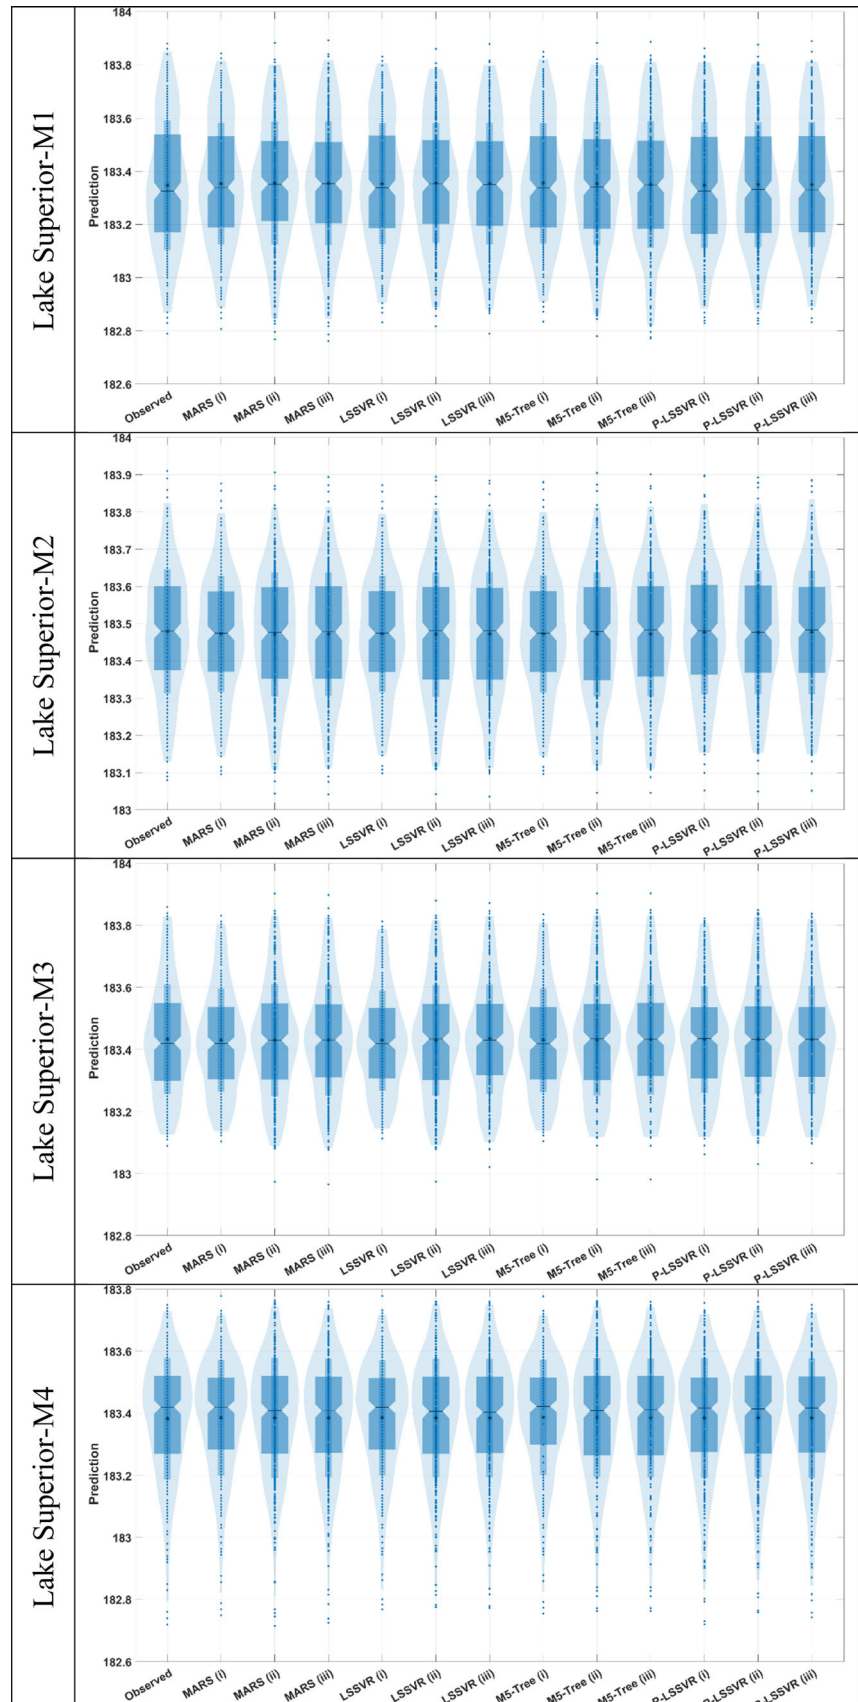 Lake Superior-M1
Prediction
184
183.8
183.6
183.4
183.2
183
182.8
182.6
Observed
MARS (i)
MARS (ii)
MARS (iii)
LSSVR (i)
LSSVR (ii)
LSSVR (iii)
M5-Tree (i)
M5-Tree (ii)
M5-Tree (iii)
P-LSSVR (i)
P-LSSVR (ii)
P-LSSVR (iii)
Lake Superior-M2
Prediction
184
183.9
183.8
183.7
183.6
183.5
183.4
183.3
183.2
183.1
183
Observed
MARS (i)
MARS (ii)
MARS (iii)
LSSVR (i)
LSSVR (ii)
LSSVR (iii)
M5-Tree (i)
M5-Tree (ii)
M5-Tree (iii)
P-LSSVR (i)
P-LSSVR (ii)
P-LSSVR (iii)
Lake Superior-M3
Prediction
184
183.8
183.6
183.4
183.2
183
182.8
Observed
MARS (i)
MARS (ii)
MARS (iii)
LSSVR (i)
LSSVR (ii)
LSSVR (iii)
M5-Tree (i)
M5-Tree (ii)
M5-Tree (iii)
P-LSSVR (i)
P-LSSVR (ii)
P-LSSVR (iii)
Lake Superior-M4
Prediction
183.8
183.6
183.4
183.2
183
182.8
182.6
Observed
MARS (i)
MARS (ii)
MARS (iii)
LSSVR (i)
LSSVR (ii)
LSSVR (iii)
M5-Tree (i)
M5-Tree (ii)
M5-Tree (iii)
P-LSSVR (i)
P-LSSVR (ii)
P-LSSVR (iii)